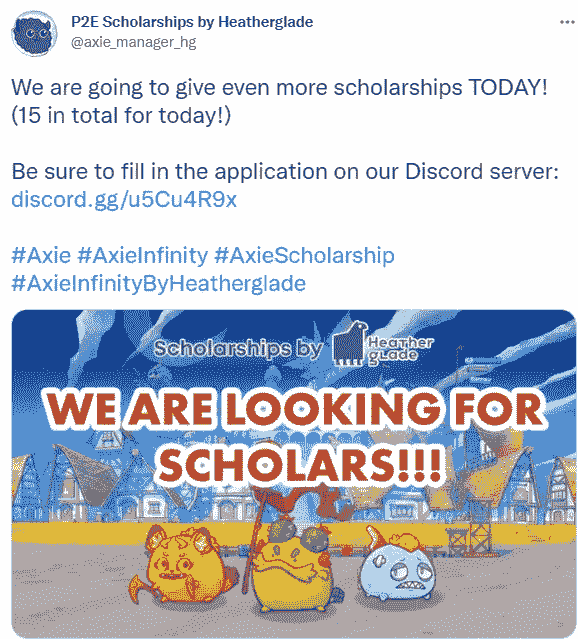 P2E Scholarships by Heatherglade
@axie_manager_hg
We are going to give even more scholarships TODAY!
(15 in total for today!)
Be sure to fill in the application on our Discord server:
discord.gg/u5Cu4R9x
#Axie #AxieInfinity #AxieScholarship
#AxieInfinityByHeatherglade
Scholarships by Heather glade
WE ARE LOOKING FOR
SCHOLARS!!!